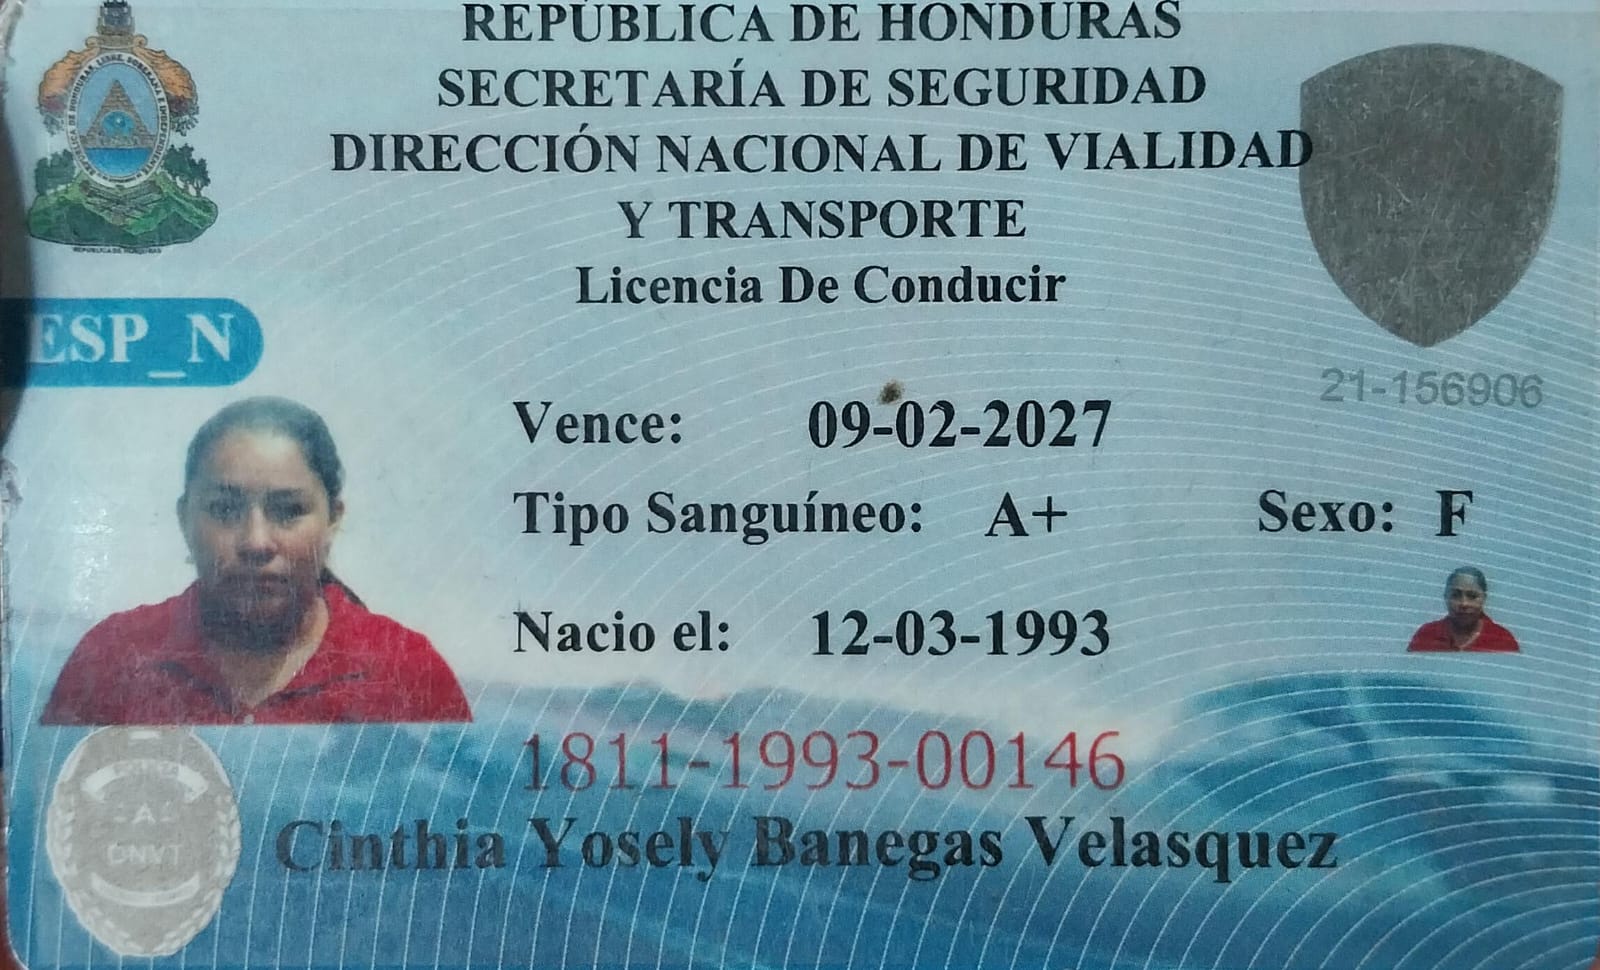 REPÚBLICA DE HONDURAS
SECRETARÍA DE SEGURIDAD
DIRECCIÓN NACIONAL DE VIALIDAD
Y TRANSPORTE
Licencia De Conducir
ESP_N
21-156906
Vence: 09-02-2027
Tipo Sanguíneo: A+ Sexo: F
Nacio el: 12-03-1993
1811-1993-00146
Cinthia Yosely Banegas Velasquez
DNVT